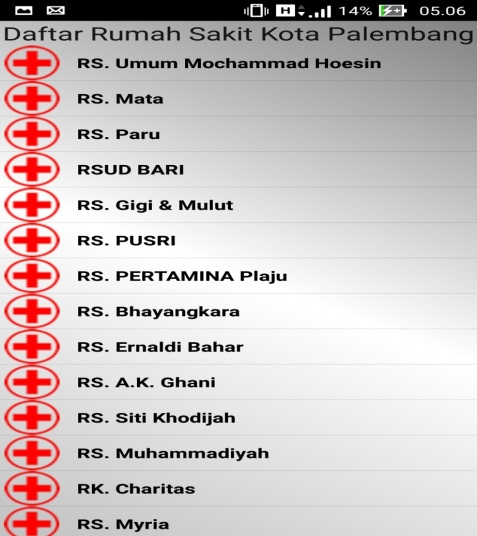 14% 05.06
Daftar Rumah Sakit Kota Palembang
RS. Umum Mochammad Hoesin
RS. Mata
RS. Paru
RSUD BARI
RS. Gigi & Mulut
RS. PUSRI
RS. PERTAMINA Plaju
RS. Bhayangkara
RS. Ernaldi Bahar
RS. A.K. Ghani
RS. Siti Khodijah
RS. Muhammadiyah
RK. Charitas
RS. Myria